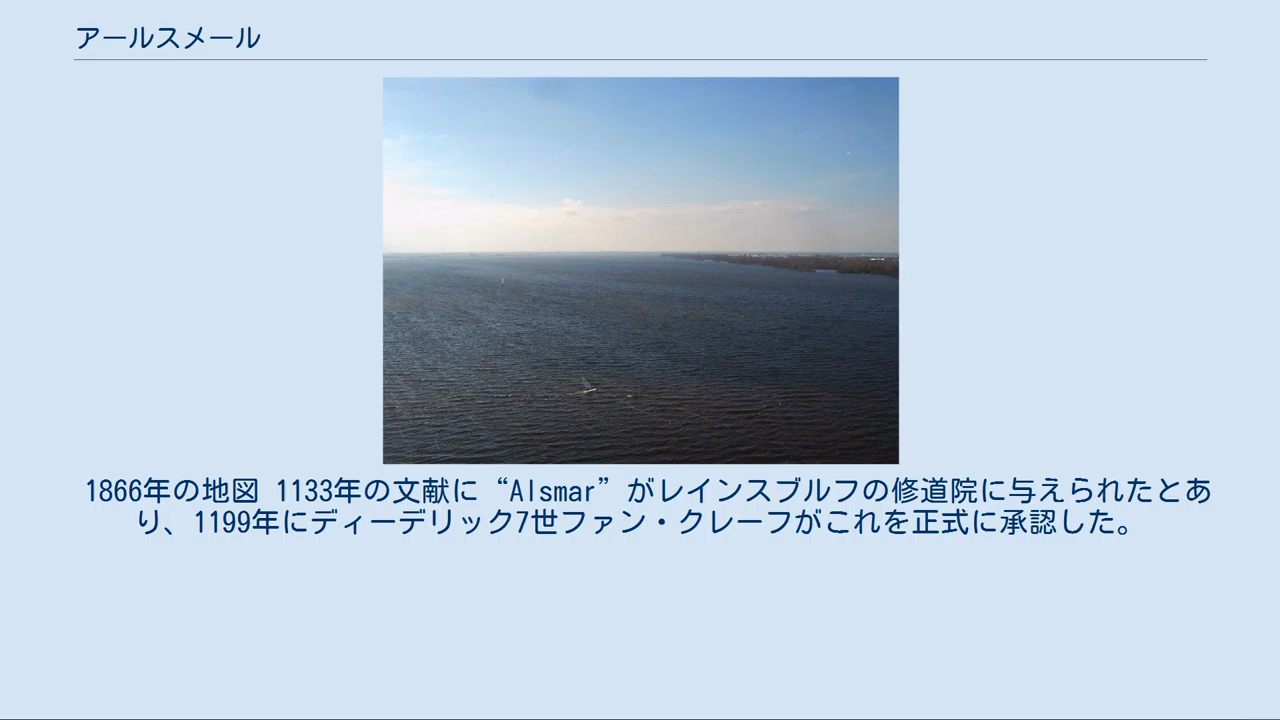 アールスメール
1866年の地図 1133年の文献に“Alsmar”がレインスブルフの修道院に与えられたとあ
り、1199年にディーデリック7世ファン・クレーフがこれを正式に承認した。